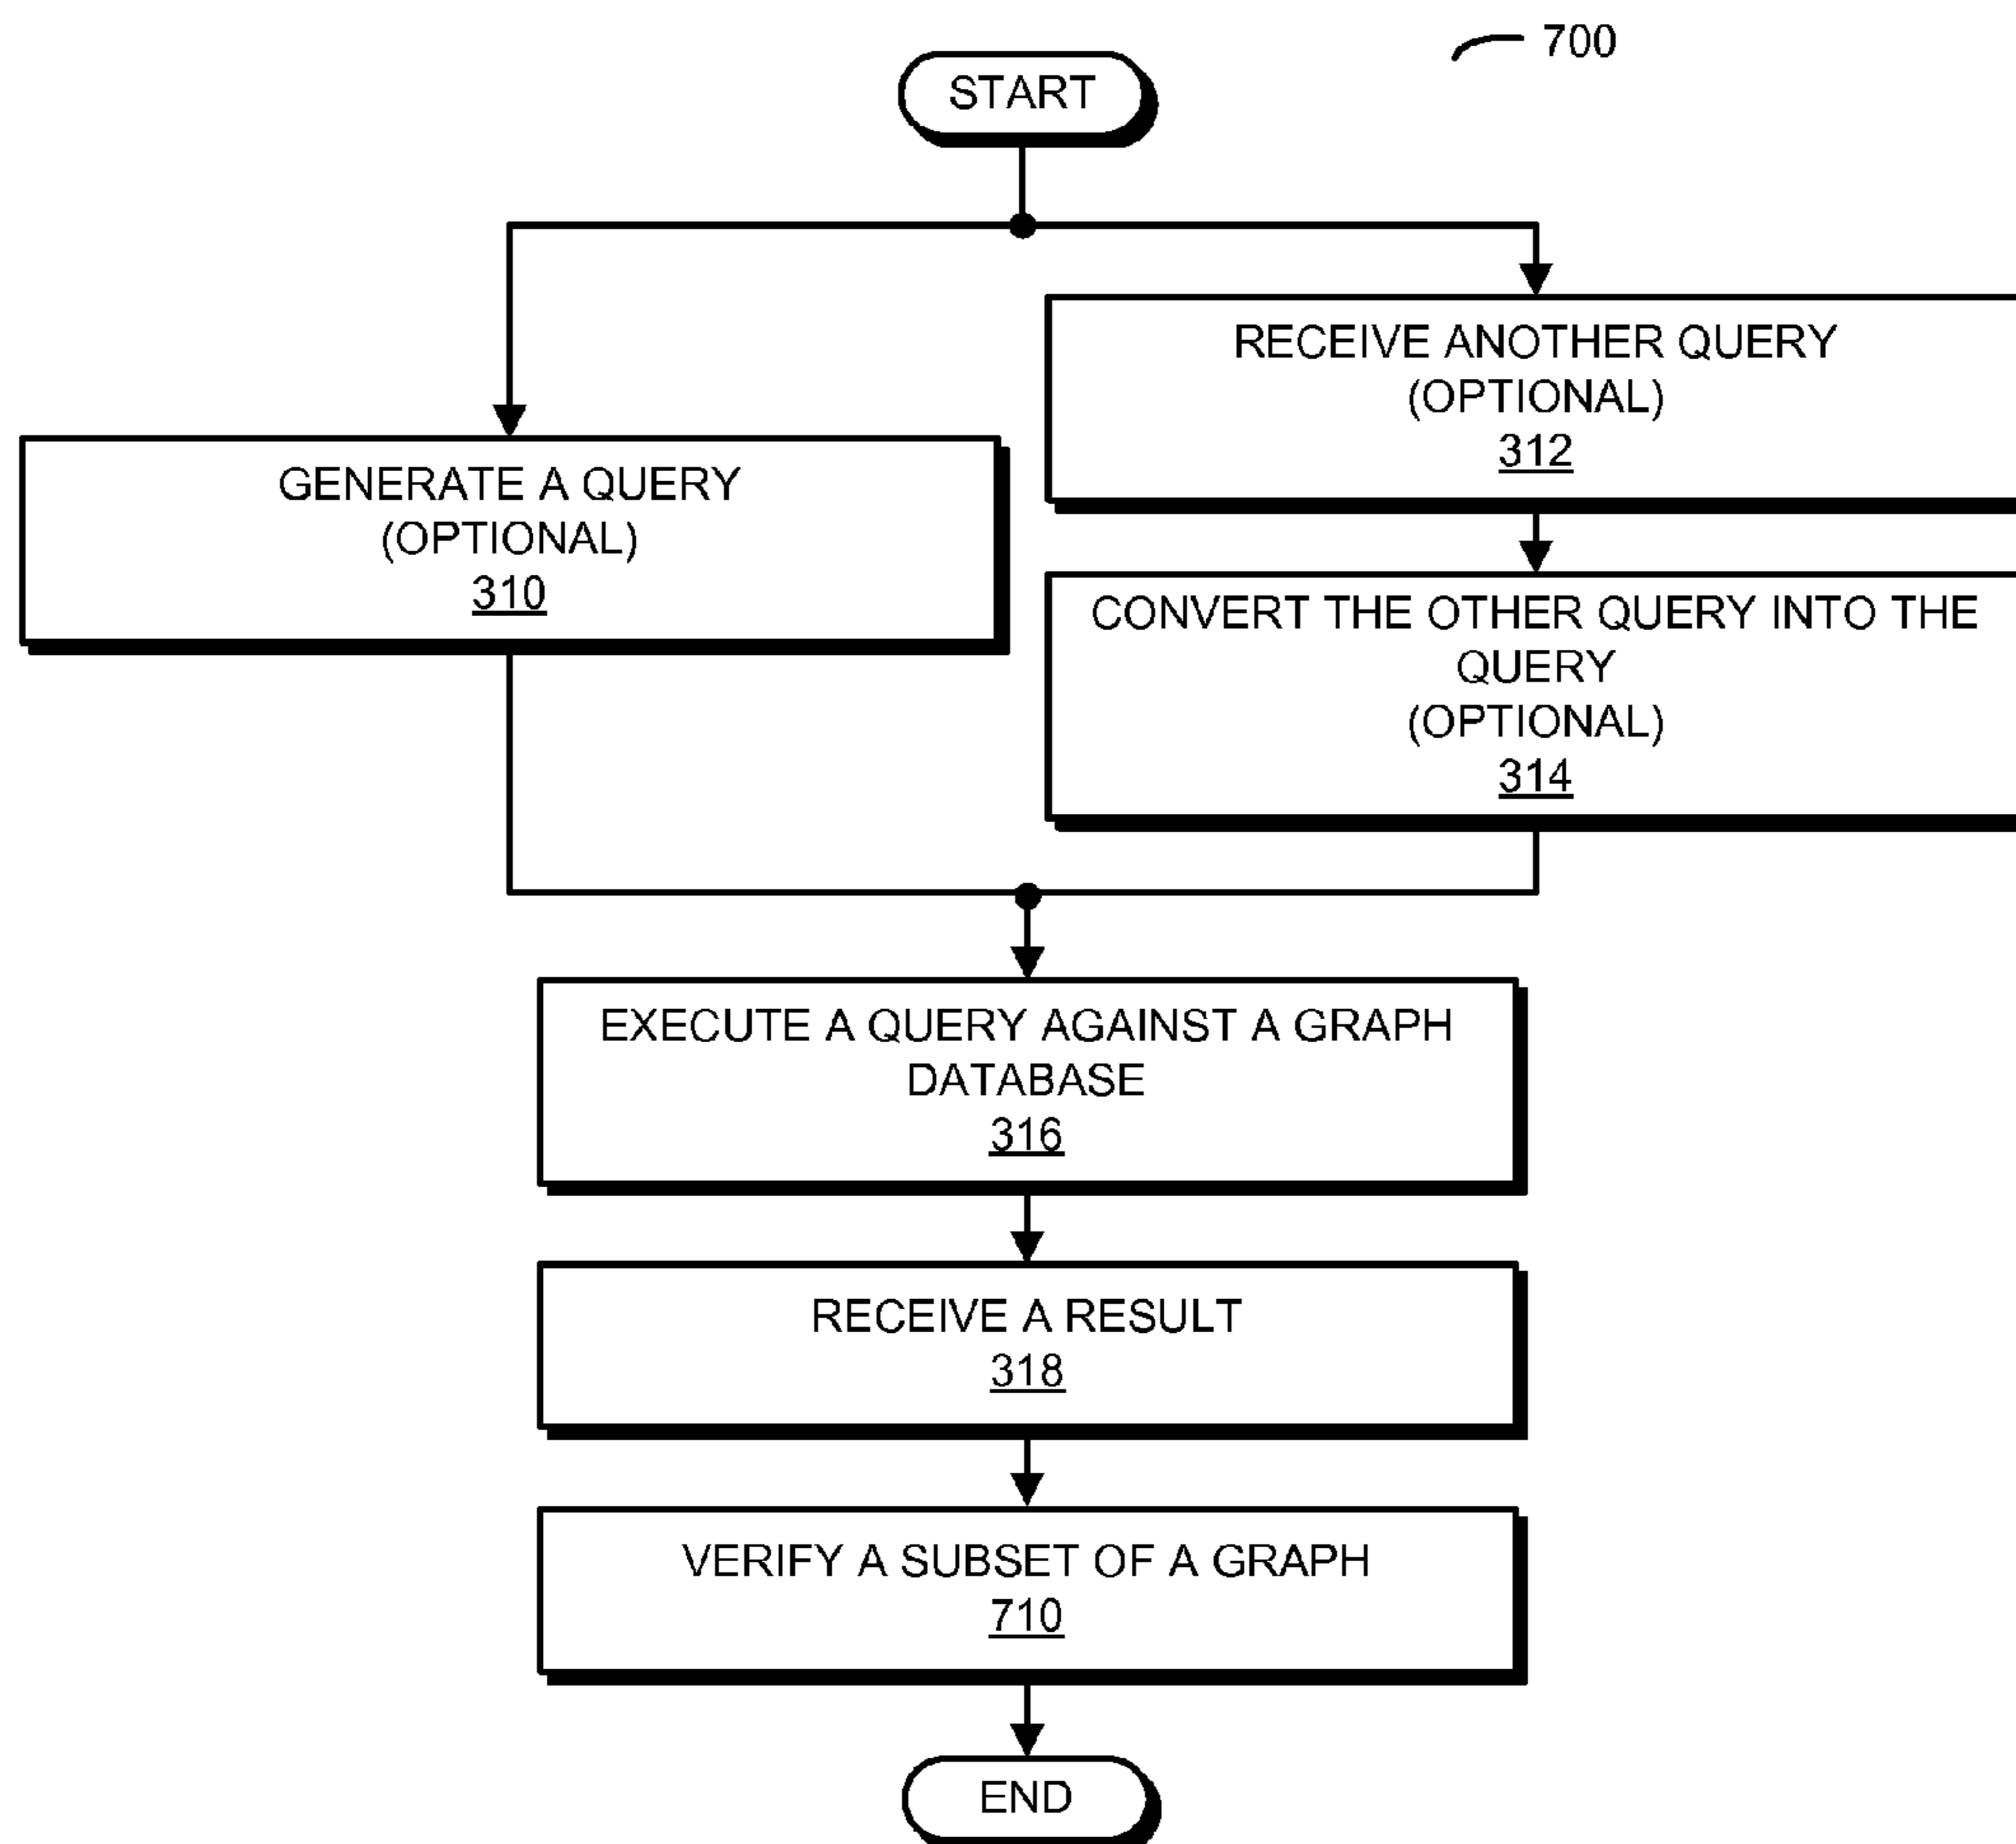 700
START
RECEIVE ANOTHER QUERY
(OPTIONAL)
312
GENERATE A QUERY
(OPTIONAL)
310
CONVERT THE OTHER QUERY INTO THE
QUERY
(OPTIONAL)
314
EXECUTE A QUERY AGAINST A GRAPH
DATABASE
316
RECEIVE A RESULT
318
VERIFY A SUBSET OF A GRAPH
710
END